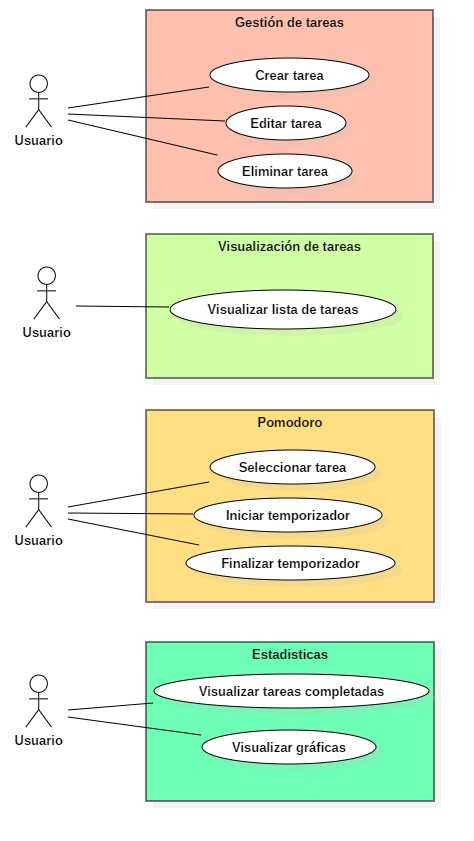 Gestión de tareas
Crear tarea
Editar tarea
Eliminar tarea
Usuario
Visualización de tareas
Visualizar lista de tareas
Usuario
Pomodoro
Seleccionar tarea
Iniciar temporizador
Finalizar temporizador
Usuario
Estadisticas
Visualizar tareas completadas
Visualizar gráficas
Usuario